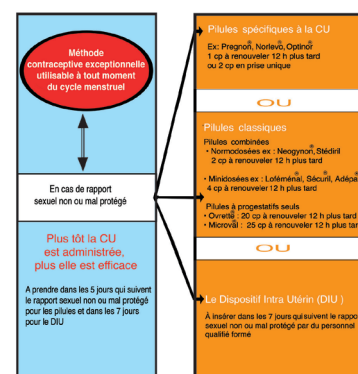 Méthode
contraceptive exceptionnelle
utilisable à tout moment
du cycle menstruel
En cas de rapport
sexuel non ou mal protégé
Plus tôt la CU
est administrée,
plus elle est efficace
A prendre dans les 5 jours qui suivent
le rapport sexuel non ou mal protégé
pour les pilules et dans les 7 jours
pour le DIU
Pilules spécifiques à la CU
Ex: Pregnon®, Norlevo®, Optinor®
1 cp à renouveler 12 h plus tard
ou 2 cp en prise unique
OU
Pilules classiques
Pilules combinées
• Normodosées ex : Neogynon®, Stédiril
2 cp à renouveler 12 h plus tard
• Minidosées ex : Loféménal®, Sécuril®, Adépal®
4 cp à renouveler 12 h plus tard
Pilules à progestatifs seuls
• Ovrette® : 20 cp à renouveler 12 h plus tard
• Microval® : 25 cp à renouveler 12 h plus tar
OU
Le Dispositif Intra Utérin (DIU )
À insérer dans les 7 jours qui suivent le rappo
sexuel non ou mal protégé par du personnel
qualifié formé